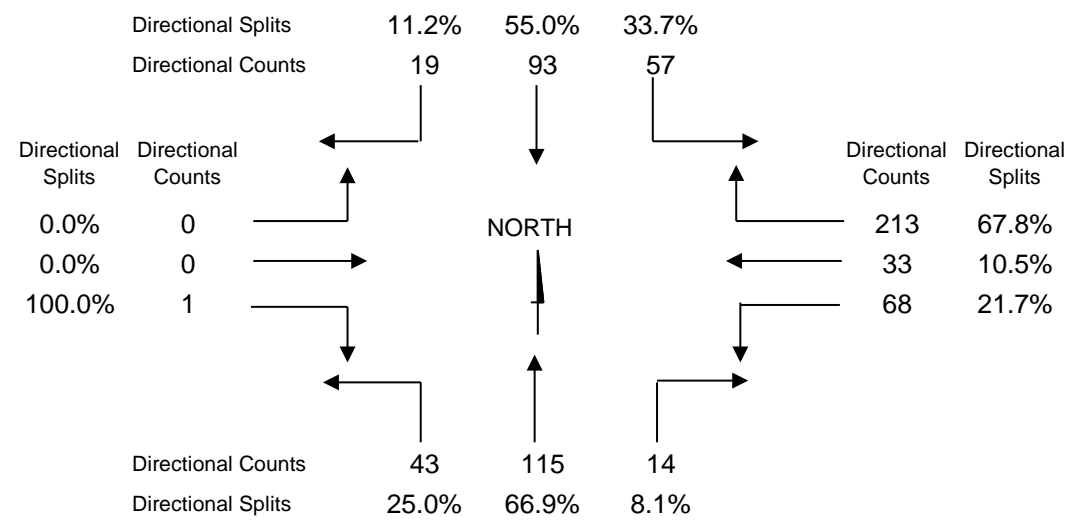 Directional Splits 11.2% 55.0% 33.7%
Directional Counts 19 93 57
Directional Directional Directional Directional
Splits Counts Counts Splits
0.0% 0 NORTH 213 67.8%
0.0% 0 33 10.5%
100.0% 1 68 21.7%
Directional Counts 43 115 14
Directional Splits 25.0% 66.9% 8.1%